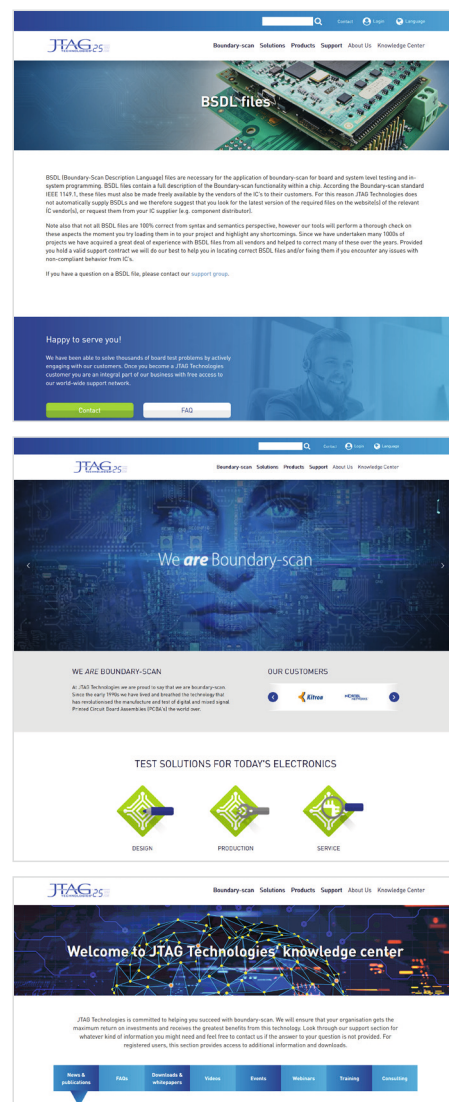 Contact Login Language
JTAG 25
TECHNOLOGIES
Boundary-scan Solutions Products Support About Us Knowledge Center
BSDL files
BSDL (Boundary-Scan Description Language) files are necessary for the application of boundary-scan for board and system level testing and in-
system programming. BSDL files contain a full description of the Boundary-scan functionality within a chip. According the Boundary-scan standard
IEEE 1149.1, these files must also be made freely available by the vendors of the IC's to their customers. For this reason JTAG Technologies does
not automatically supply BSDLs and we therefore suggest that you look for the latest version of the required files on the website(s) of the relevant
IC vendor(s), or request them from your IC supplier (e.g. component distributor).
Note also that not all BSDL files are 100% correct from syntax and semantics perspective, however our tools will perform a thorough check on
these aspects the moment you try loading them in to your project and highlight any shortcomings. Since we have undertaken many 1000s of
projects we have acquired a great deal of experience with BSDL files from all vendors and helped to correct many of these over the years. Provided
you hold a valid support contract we will do our best to help you in locating correct BSDL files and/or fixing them if you encounter any issues with
non-compliant behavior from IC's.
If you have a question on a BSDL file, please contact our support group.
Happy to serve you!
We have been able to solve thousands of board test problems by actively
engaging with our customers. Once you become a JTAG Technologies
customer you are an integral part of our business with free access to
our world-wide support network.
Contact FAQ
Contact Login Language
JTAG 25
TECHNOLOGIES
Boundary-scan Solutions Products Support About Us Knowledge Center
We are Boundary-scan
WE ARE BOUNDARY-SCAN
At JTAG Technologies we are proud to say that we are boundary-scan.
Since the early 1990s we have lived and breathed the technology that
has revolutionised the manufacture and test of digital and mixed signal
Printed Circuit Board Assemblies (PCBA's) the world over.
OUR CUSTOMERS
Kitron
TEST SOLUTIONS FOR TODAY'S ELECTRONICS
DESIGN PRODUCTION SERVICE
JTAG 25
TECHNOLOGIES
Boundary-scan Solutions Products Support About Us Knowledge Center
Welcome to JTAG Technologies' knowledge center
JTAG Technologies is committed to helping you succeed with boundary-scan. We will ensure that your organisation gets the
maximum return on investments and receives the greatest benefits from this technology. Look through our support section for
whatever kind of information you might need and feel free to contact us if the answer to your question is not provided. For
registered users, this section provides access to additional information and downloads.
News &
publications
FAQs
Downloads &
whitepapers
Videos
Events
Webinars
Training
Consulting